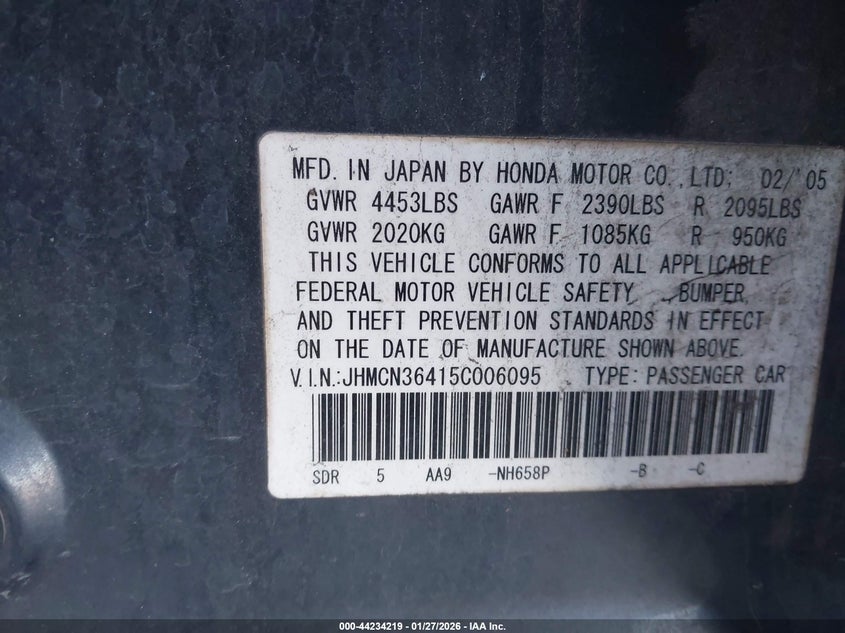 MFD. IN JAPAN BY HONDA MOTOR CO.,LTD; 02/'05
GVWR 4453LBS GAWR F 2390LBS R 2095LBS
GVWR 2020KG GAWR F 1085KG R 950KG
THIS VEHICLE CONFORMS TO ALL APPLICABLE
FEDERAL MOTOR VEHICLE SAFETY , BUMPER,
AND THEFT PREVENTION STANDARDS IN EFFECT
ON THE DATE OF MANUFACTURE SHOWN ABOVE.
V.I.N.:JHMCN36415C006095 TYPE: PASSENGER CAR
SDR 5 AA9 -NH658P -B -C
000-44234219 - 01/27/2026 - IAA Inc.